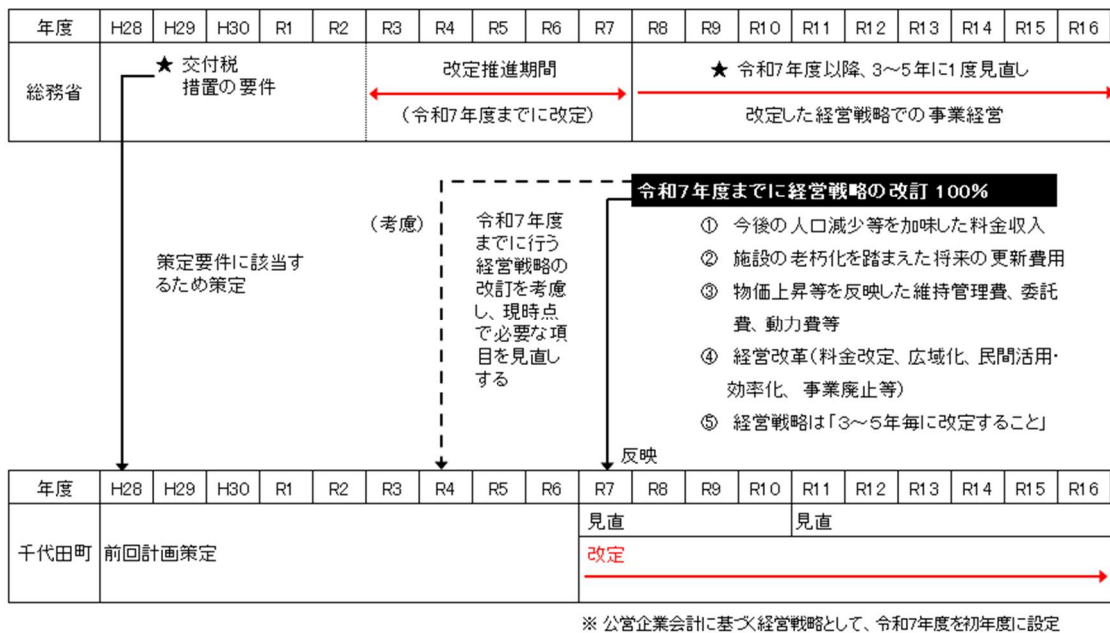 年度 H28 H29 H30 R1 R2 R3 R4 R5 R6 R7 R8 R9 R10 R11 R12 R13 R14 R15 R16
総務省
★ 交付税
措置の要件
改定推進期間
(令和7年度までに改定)
★ 令和7年度以降、3～5年に1度見直し
改定した経営戦略での事業経営
策定要件に該当す
るため策定
(考慮)
令和7年度
までに行う
経営戦略の
改訂を考慮
し、現時点
で必要な項
目を見直し
する
令和7年度までに経営戦略の改訂 100%
① 今後の人口減少等を加味した料金収入
② 施設の老朽化を踏まえた将来の更新費用
③ 物価上昇等を反映した維持管理費、委託
費、動力費等
④ 経営改革(料金改定、広域化、民間活用・
効率化、事業廃止等)
⑤ 経営戦略は「3～5年毎に改定すること」
反映
年度 H28 H29 H30 R1 R2 R3 R4 R5 R6 R7 R8 R9 R10 R11 R12 R13 R14 R15 R16
千代田町 前回計画策定
見直 見直
改定
※ 公営企業会計に基づく経営戦略として、令和7年度を初年度に設定